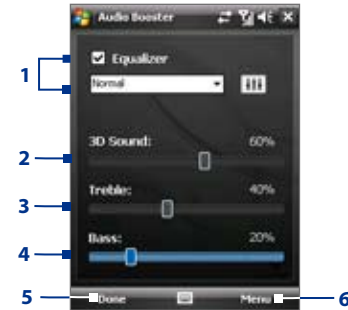 Audio Booster
1
Equalizer
Normal
2
3D Sound: 60%
3
Treble: 40%
4
Bass: 20%
5
Done
Menu
6